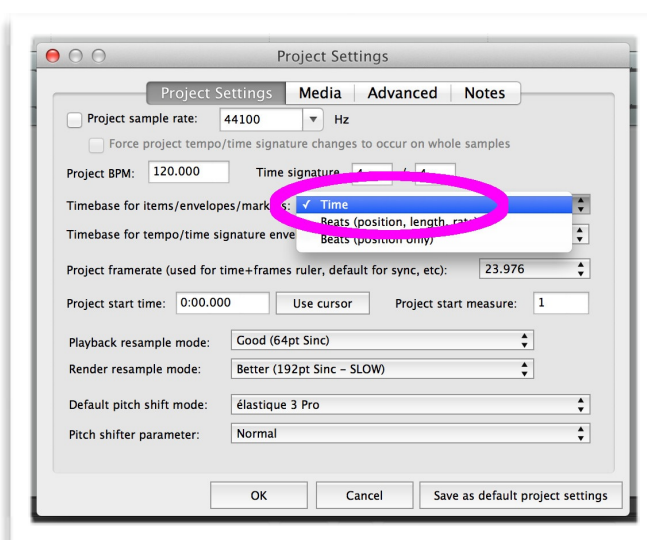 Project Settings
Project Settings Media Advanced Notes
Project sample rate: 44100 Hz
Force project tempo/time signature changes to occur on whole samples
Project BPM: 120.000 Time signature 4 / 4
Timebase for items/envelopes/markers: ✓ Time
Beats (position, length, rate)
Timebase for tempo/time signature enve Beats (position only)
Project framerate (used for time+frames ruler, default for sync, etc): 23.976
Project start time: 0:00.000 Use cursor Project start measure: 1
Playback resample mode: Good (64pt Sinc)
Render resample mode: Better (192pt Sinc – SLOW)
Default pitch shift mode: élastique 3 Pro
Pitch shifter parameter: Normal
OK Cancel Save as default project settings